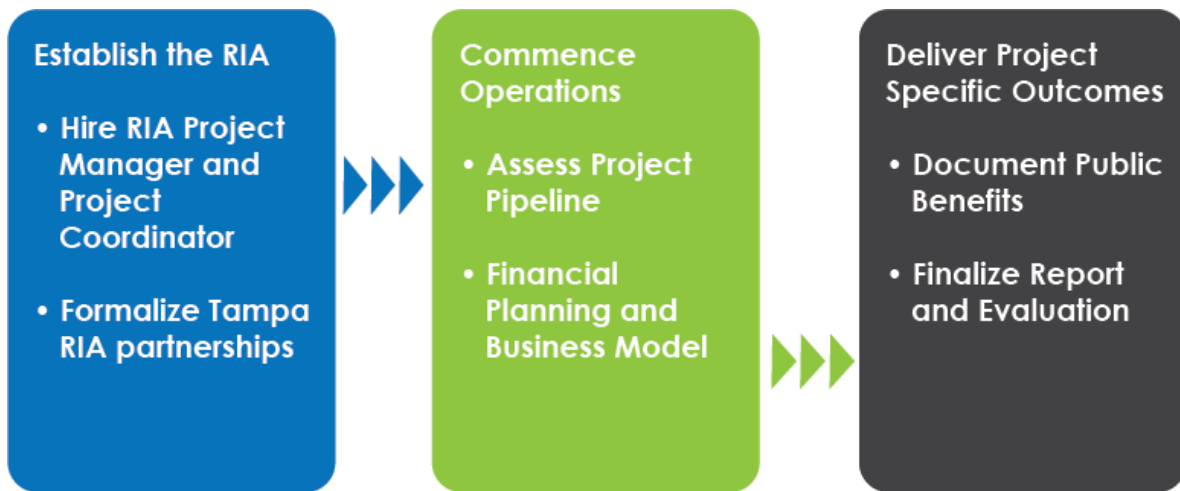 Establish the RIA
• Hire RIA Project
Manager and
Project
Coordinator
• Formalize Tampa
RIA partnerships
Commence
Operations
• Assess Project
Pipeline
• Financial
Planning and
Business Model
Deliver Project
Specific Outcomes
• Document Public
Benefits
• Finalize Report
and Evaluation